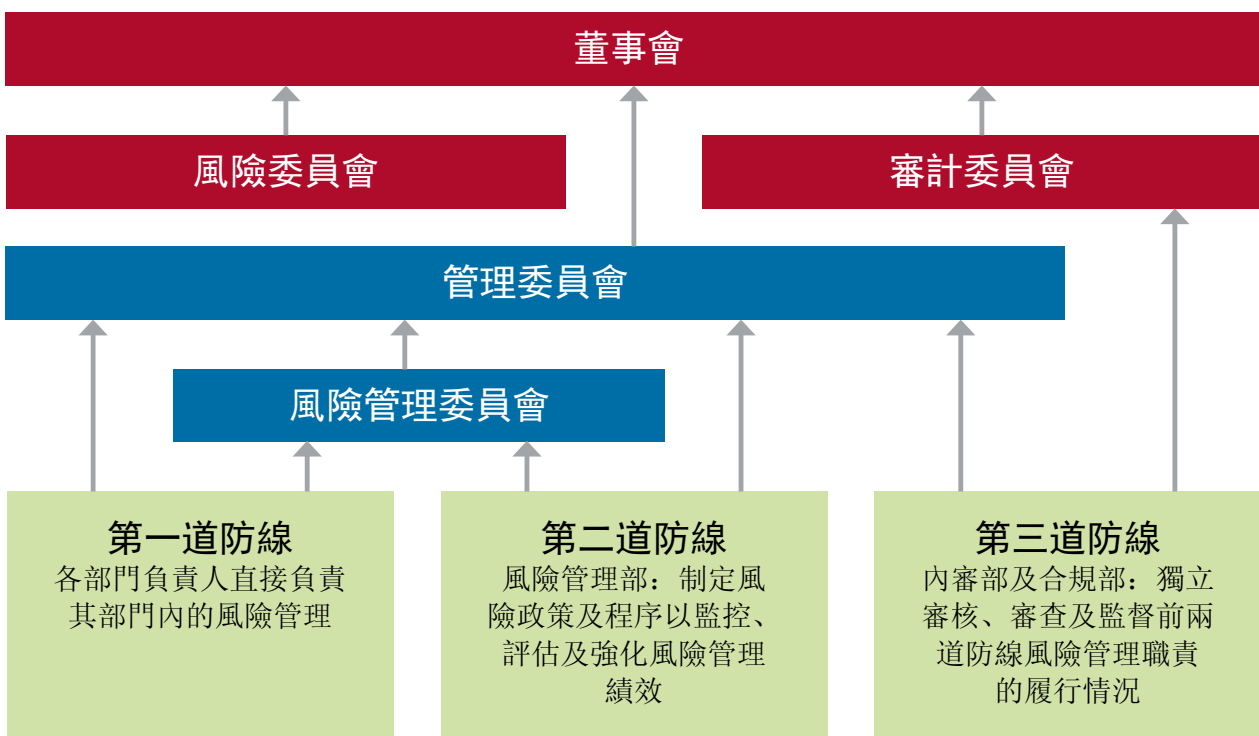 董事會
風險委員會
審計委員會
管理委員會
風險管理委員會
第一道防線
各部門負責人直接負責
其部門內的風險管理
第二道防線
風險管理部：制定風
險政策及程序以監控、
評估及強化風險管理
績效
第三道防線
內審部及合規部：獨立
審核、審查及監督前兩
道防線風險管理職責
的履行情況